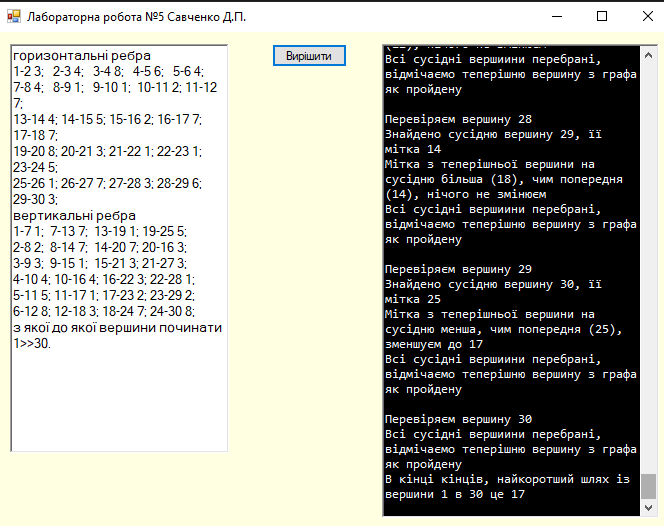 Лабораторна робота №5 Савченко Д.П.
горизонтальні ребра
1-2 3; 2-3 4; 3-4 8; 4-5 6; 5-6 4;
7-8 4; 8-9 1; 9-10 1; 10-11 2; 11-12
7;
13-14 4; 14-15 5; 15-16 2; 16-17 7;
17-18 7;
19-20 8; 20-21 3; 21-22 1; 22-23 1;
23-24 5;
25-26 1; 26-27 7; 27-28 3; 28-29 6;
29-30 3;
вертикальні ребра
1-7 1; 7-13 7; 13-19 1; 19-25 5;
2-8 2; 8-14 7; 14-20 7; 20-16 3;
3-9 3; 9-15 1; 15-21 3; 21-27 3;
4-10 4; 10-16 4; 16-22 3; 22-28 1;
5-11 5; 11-17 1; 17-23 2; 23-29 2;
6-12 8; 12-18 3; 18-24 7; 24-30 8;
з якої до якої вершини починати
1>>30.
Вирішити
(12), нічого не змінюєм
Всі сусідні вершиини перебрані,
відмічаємо теперішню вершину з графа
як пройдену
Перевіряєм вершину 28
Знайдено сусідню вершину 29, її
мітка 14
Мітка з теперішньої вершини на
сусідню більша (18), чим попередня
(14), нічого не змінюєм
Всі сусідні вершиини перебрані,
відмічаємо теперішню вершину з графа
як пройдену
Перевіряєм вершину 29
Знайдено сусідню вершину 30, її
мітка 25
Мітка з теперішньої вершини на
сусідню менша, чим попередня (25),
зменшуєм до 17
Всі сусідні вершиини перебрані,
відмічаємо теперішню вершину з графа
як пройдену
Перевіряєм вершину 30
Всі сусідні вершиини перебрані,
відмічаємо теперішню вершину з графа
як пройдену
В кінці кінців, найкоротший шлях із
вершини 1 в 30 це 17